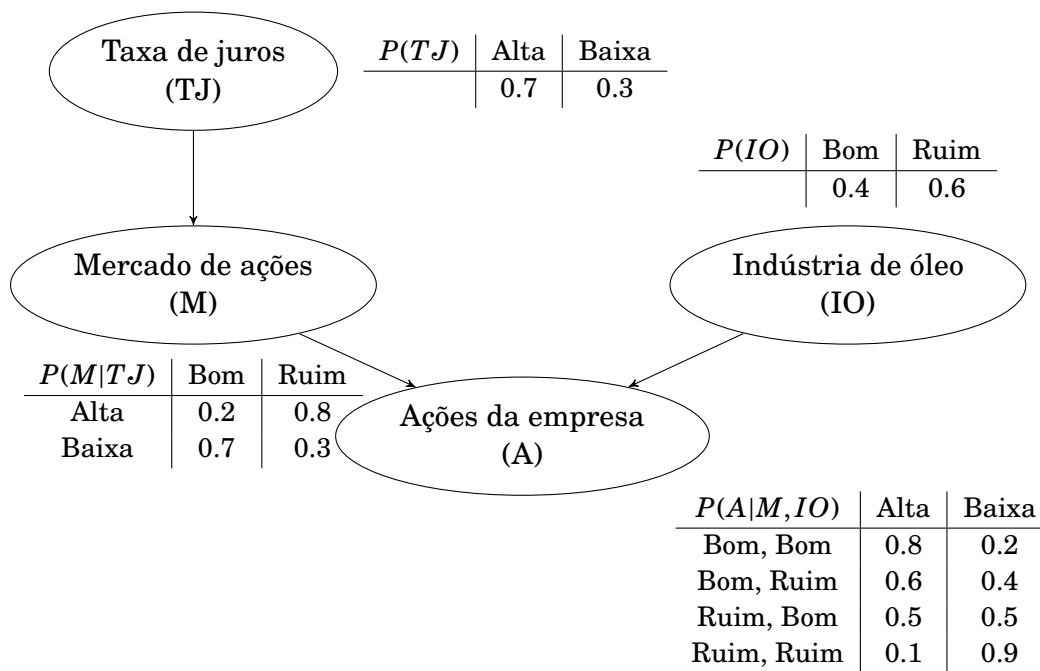 Taxa de juros
(TJ)
P(TJ) Alta Baixa
0.7 0.3
P(IO) Bom Ruim
0.4 0.6
Mercado de ações
(M)
Indústria de óleo
(IO)
P(M|TJ) Bom Ruim
Alta 0.2 0.8
Baixa 0.7 0.3
Ações da empresa
(A)
P(A|M,IO) Alta Baixa
Bom, Bom 0.8 0.2
Bom, Ruim 0.6 0.4
Ruim, Bom 0.5 0.5
Ruim, Ruim 0.1 0.9